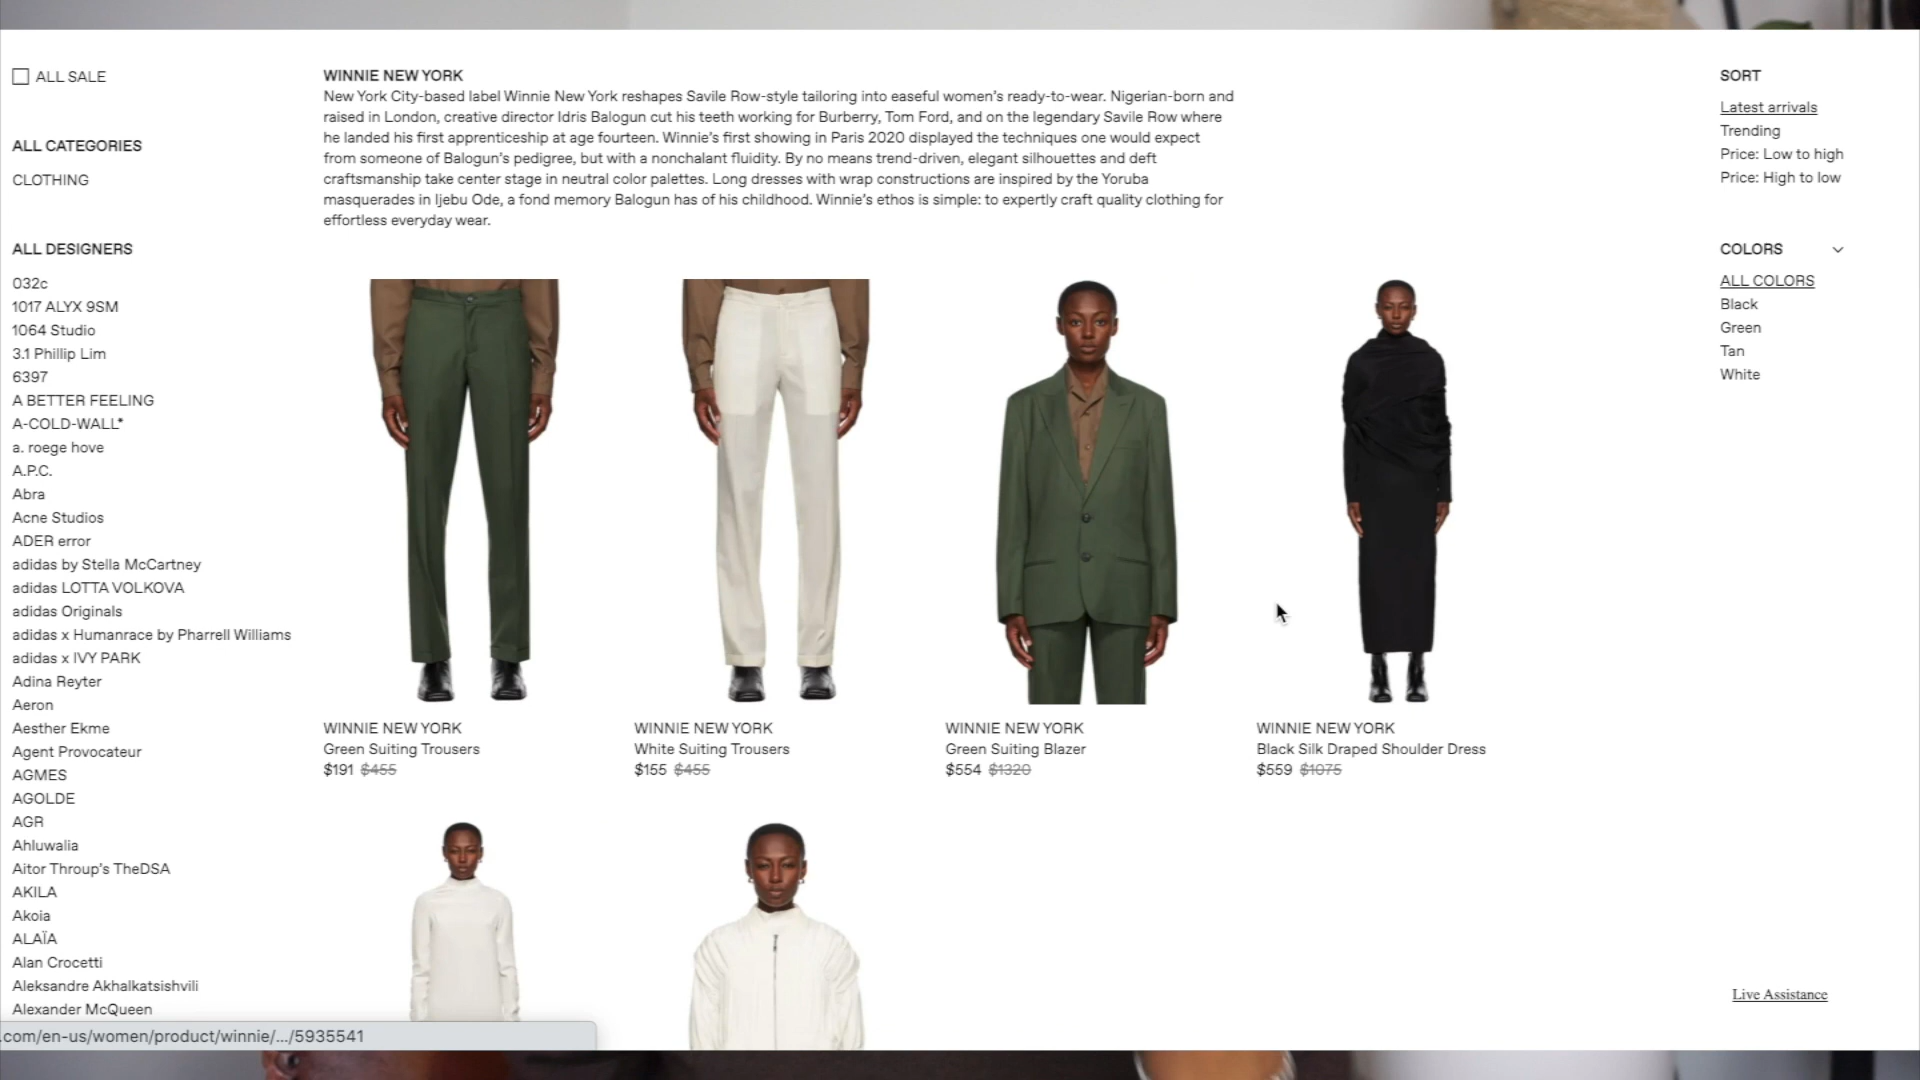 ALL SALE
ALL CATEGORIES
CLOTHING
ALL DESIGNERS
032c
1017 ALYX 9SM
1064 Studio
3.1 Phillip Lim
6397
A BETTER FEELING
A-COLD-WALL*
a. roege hove
A.P.C.
Abra
Acne Studios
ADER error
adidas by Stella McCartney
adidas LOTTA VOLKOVA
adidas Originals
adidas x Humanrace by Pharrell Williams
adidas x IVY PARK
Adina Reyter
Aeron
Aesther Ekme
Agent Provocateur
AGMES
AGOLDE
AGR
Ahluwalia
Aitor Throup's TheDSA
AKILA
Akoia
ALAÏA
Alan Crocetti
Aleksandre Akhalkatsishvili
Alexander McQueen
.com/en-us/women/product/winnie/.../5935541
WINNIE NEW YORK
New York City-based label Winnie New York reshapes Savile Row-style tailoring into easeful women's ready-to-wear. Nigerian-born and
raised in London, creative director Idris Balogun cut his teeth working for Burberry, Tom Ford, and on the legendary Savile Row where
he landed his first apprenticeship at age fourteen. Winnie's first showing in Paris 2020 displayed the techniques one would expect
from someone of Balogun's pedigree, but with a nonchalant fluidity. By no means trend-driven, elegant silhouettes and deft
craftsmanship take center stage in neutral color palettes. Long dresses with wrap constructions are inspired by the Yoruba
masquerades in Ijebu Ode, a fond memory Balogun has of his childhood. Winnie's ethos is simple: to expertly craft quality clothing for
effortless everyday wear.
WINNIE NEW YORK
Green Suiting Trousers
$191 $455
WINNIE NEW YORK
White Suiting Trousers
$155 $455
WINNIE NEW YORK
Green Suiting Blazer
$554 $1320
WINNIE NEW YORK
Black Silk Draped Shoulder Dress
$559 $1075
SORT
Latest arrivals
Trending
Price: Low to high
Price: High to low
COLORS
ALL COLORS
Black
Green
Tan
White
Live Assistance